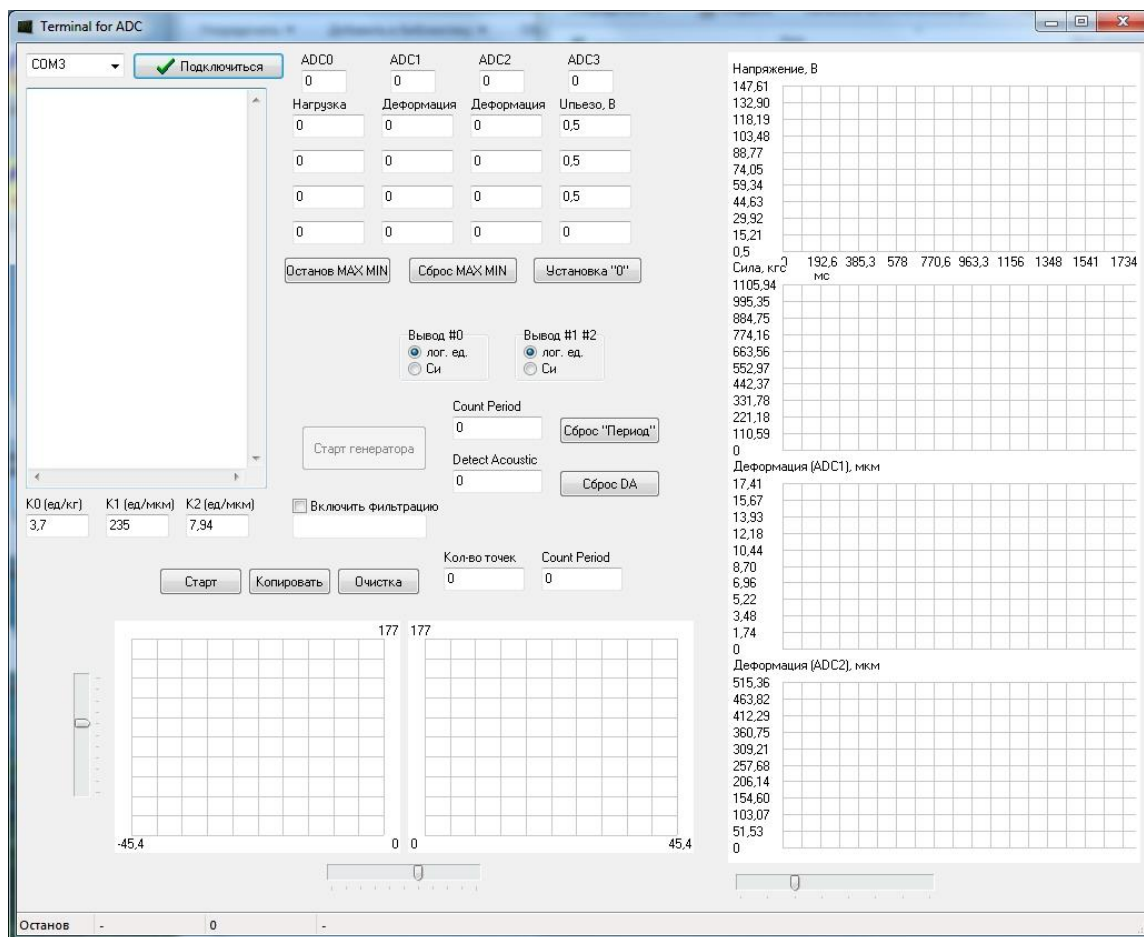 Terminal for ADC
COM3
Подключиться
ADC0 ADC1 ADC2 ADC3
0 0 0 0
Нагрузка Деформация Деформация Uпьезо, В
0 0 0 0,5
0 0 0 0,5
0 0 0 0,5
0 0 0 0
Останов MAX MIN Сброс MAX MIN Установка "0"
Вывод #0 Вывод #1 #2
лог. ед. лог. ед.
Си Си
Count Period
0
Сброс "Период"
Старт генератора
Detect Acoustic
0
Сброс DA
K0 (ед/кг) K1 (ед/мкм) K2 (ед/мкм)
3,7 235 7,94
Включить фильтрацию
Кол-во точек Count Period
0 0
Старт Копировать Очистка
177 177
-45,4 0 0 45,4
Напряжение, В
147,61
132,90
118,19
103,48
88,77
74,05
59,34
44,63
29,92
15,21
0,5
0 192,6 385,3 578 770,6 963,3 1156 1348 1541 1734
мс
Сила, кгс
1105,94
995,35
884,75
774,16
663,56
552,97
442,37
331,78
221,18
110,59
0
Деформация (ADC1), мкм
17,41
15,67
13,93
12,18
10,44
8,70
6,96
5,22
3,48
1,74
0
Деформация (ADC2), мкм
515,36
463,82
412,29
360,75
309,21
257,68
206,14
154,60
103,07
51,53
0
Останов - 0 -